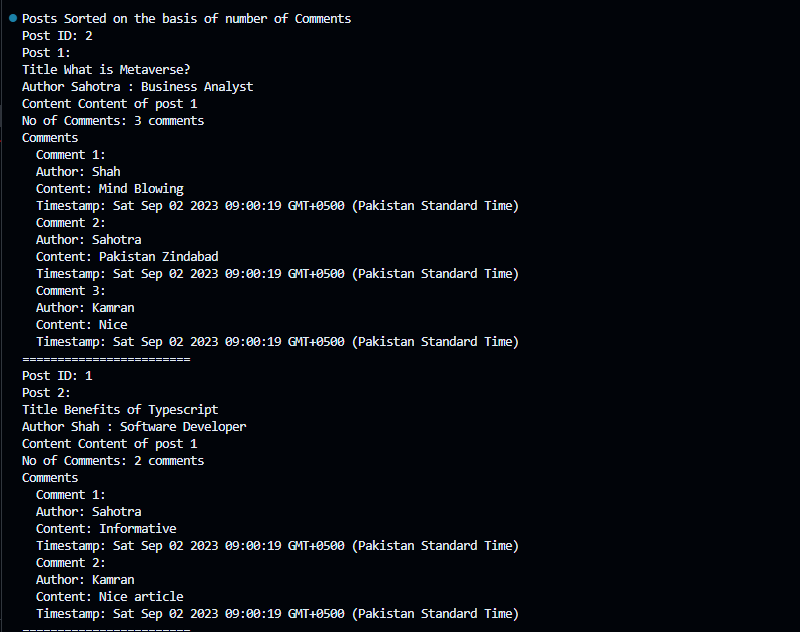 Posts Sorted on the basis of number of Comments
Post ID: 2
Post 1:
Title What is Metaverse?
Author Sahotra : Business Analyst
Content Content of post 1
No of Comments: 3 comments
Comments
  Comment 1:
  Author: Shah
  Content: Mind Blowing
  Timestamp: Sat Sep 02 2023 09:00:19 GMT+0500 (Pakistan Standard Time)
  Comment 2:
  Author: Sahotra
  Content: Pakistan Zindabad
  Timestamp: Sat Sep 02 2023 09:00:19 GMT+0500 (Pakistan Standard Time)
  Comment 3:
  Author: Kamran
  Content: Nice
  Timestamp: Sat Sep 02 2023 09:00:19 GMT+0500 (Pakistan Standard Time)
========================
Post ID: 1
Post 2:
Title Benefits of Typescript
Author Shah : Software Developer
Content Content of post 1
No of Comments: 2 comments
Comments
  Comment 1:
  Author: Sahotra
  Content: Informative
  Timestamp: Sat Sep 02 2023 09:00:19 GMT+0500 (Pakistan Standard Time)
  Comment 2:
  Author: Kamran
  Content: Nice article
  Timestamp: Sat Sep 02 2023 09:00:19 GMT+0500 (Pakistan Standard Time)
========================